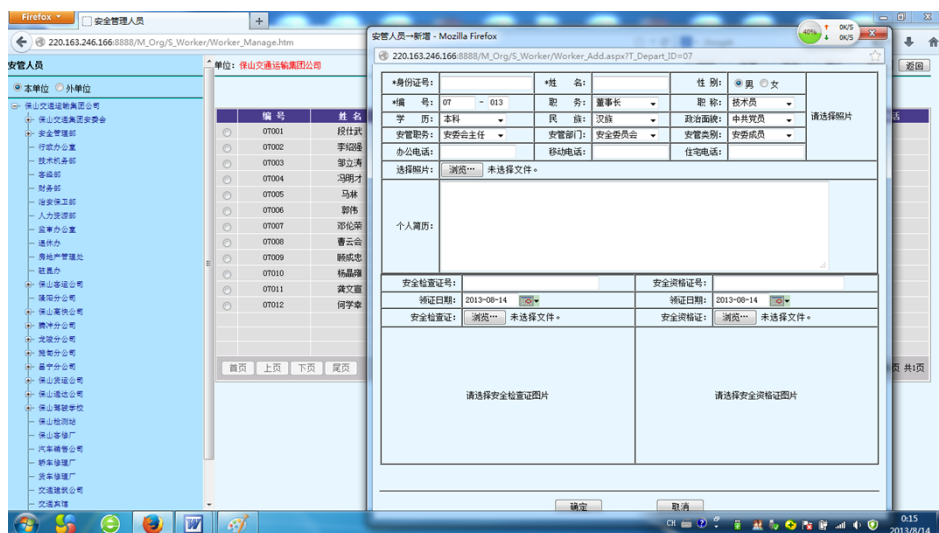 Firefox
安全管理人员
+
220.163.246.166:8888/M_Org/S_Worker/Worker_Manage.htm
安管人员
单位: 保山交通运输集团公司
返回
本单位 外单位
保山交通运输集团公司
保山交通集团安委会
安全管理部
行政办公室
技术机务部
客经部
财务部
治安保卫部
人力资源部
监审办公室
退休办
房地产管理处
驻昆办
保山客运公司
隆阳分公司
保山高快公司
腾冲分公司
龙陵分公司
施甸分公司
昌宁分公司
保山货运公司
保山通达公司
保山驾驶学校
保山检测站
保山客修厂
汽车销售公司
轿车修理厂
货车修理厂
交通建筑公司
交通宾馆
编 号 姓 名
07001 段仕武
07002 李绍强
07003 邹立涛
07004 冯明才
07005 马林
07006 郭伟
07007 邓伦荣
07008 曹云会
07009 顾成忠
07010 杨晶雁
07011 龚文宣
07012 何学幸
首页 上页 下页 尾页
页 共1页
话
安管人员→新增 - Mozilla Firefox
40% 0K/S
0K/S
220.163.246.166:8888/M_Org/S_Worker/Worker_Add.aspx?T_Depart_ID=07
*身份证号: *姓 名: 性 别: 男 女
*编 号: 07 - 013 职 务: 董事长 职 称: 技术员
学 历: 本科 民 族: 汉族 政治面貌: 中共党员 请选择照片
安管职务: 安委会主任 安管部门: 安全委员会 安管类别: 安委成员
办公电话: 移动电话: 住宅电话:
选择照片: 浏览… 未选择文件。
个人简历:
安全检查证号: 安全资格证号:
领证日期: 2013-08-14 领证日期: 2013-08-14
安全检查证: 浏览… 未选择文件。 安全资格证: 浏览… 未选择文件。
请选择安全检查证图片 请选择安全资格证图片
确定 取消
CH
0:15
2013/8/14